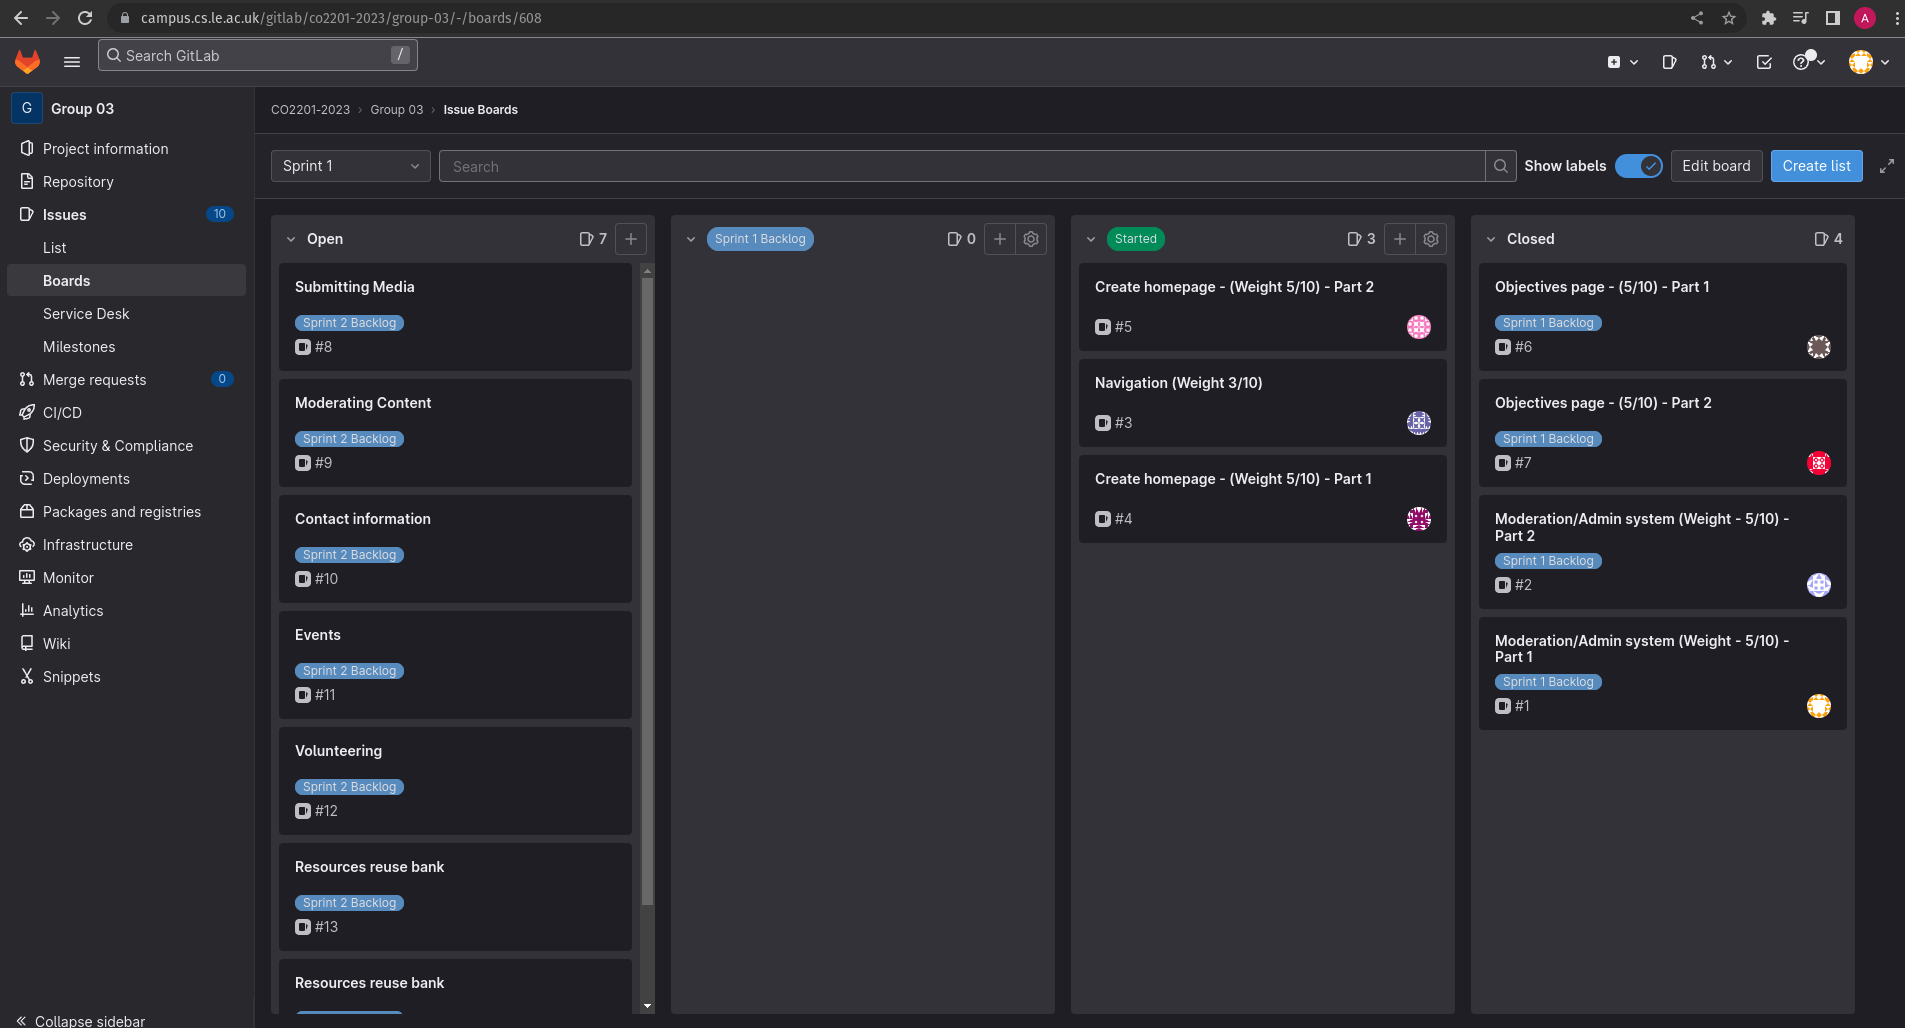 campus.cs.le.ac.uk/gitlab/co2201-2023/group-03/-/boards/608
A
Search GitLab
/
G
Group 03
Project information
Repository
Issues
10
List
Boards
Service Desk
Milestones
Merge requests
0
CI/CD
Security & Compliance
Deployments
Packages and registries
Infrastructure
Monitor
Analytics
Wiki
Snippets
Collapse sidebar
CO2201-2023 › Group 03 › Issue Boards
Sprint 1
Search
Show labels
Edit board
Create list
Open
7
Submitting Media
Sprint 2 Backlog
#8
Moderating Content
Sprint 2 Backlog
#9
Contact information
Sprint 2 Backlog
#10
Events
Sprint 2 Backlog
#11
Volunteering
Sprint 2 Backlog
#12
Resources reuse bank
Sprint 2 Backlog
#13
Resources reuse bank
Sprint 1 Backlog
0
Started
3
Create homepage - (Weight 5/10) - Part 2
#5
Navigation (Weight 3/10)
#3
Create homepage - (Weight 5/10) - Part 1
#4
Closed
4
Objectives page - (5/10) - Part 1
Sprint 1 Backlog
#6
Objectives page - (5/10) - Part 2
Sprint 1 Backlog
#7
Moderation/Admin system (Weight - 5/10) -
Part 2
Sprint 1 Backlog
#2
Moderation/Admin system (Weight - 5/10) -
Part 1
Sprint 1 Backlog
#1